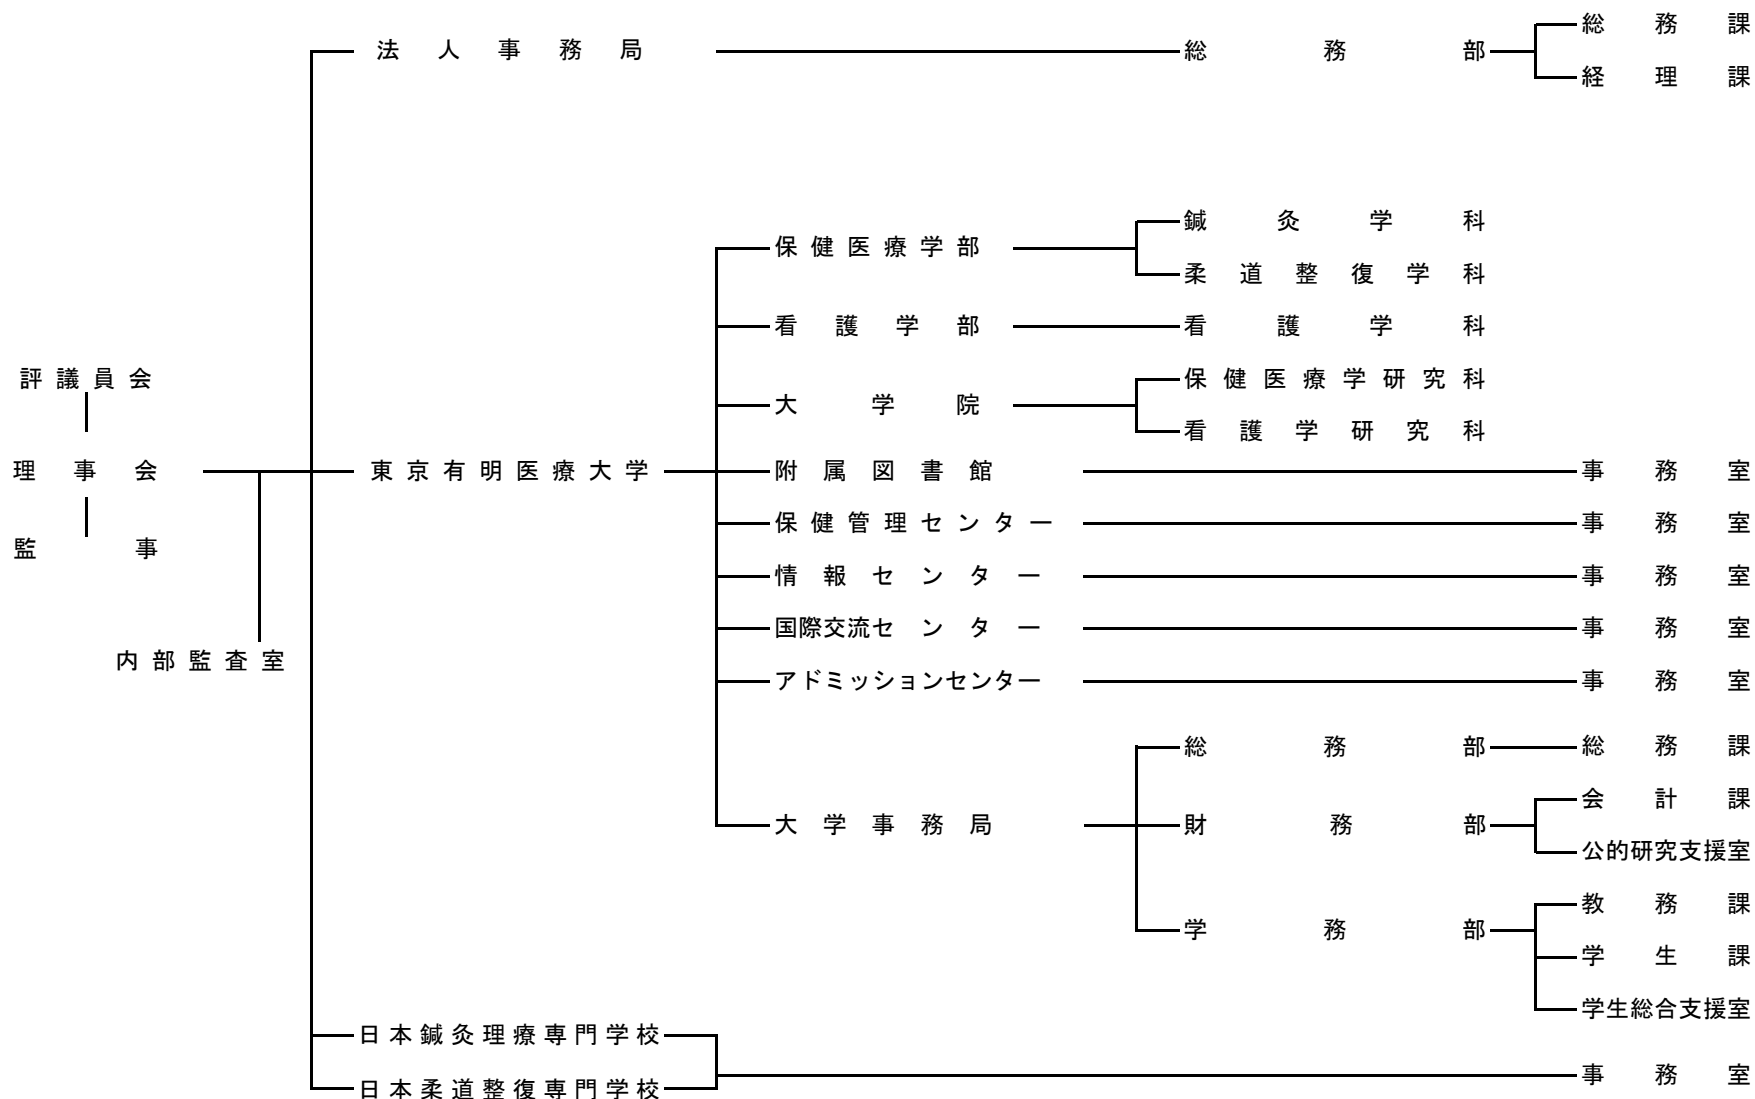 総務課
法人事務局 総務部
経理課
鍼灸学科
保健医療学部
柔道整復学科
看護学部 看護学科
評議員会 保健医療学研究科
大学院
看護学研究科
理事会 東京有明医療大学 附属図書館 事務室
保健管理センター 事務室
監事
情報センター 事務室
国際交流センター 事務室
内部監査室
アドミッションセンター 事務室
総務部 総務課
会計課
大学事務局 財務部
公的研究支援室
教務課
学務部
学生課
学生総合支援室
日本鍼灸理療専門学校
事務室
日本柔道整復専門学校